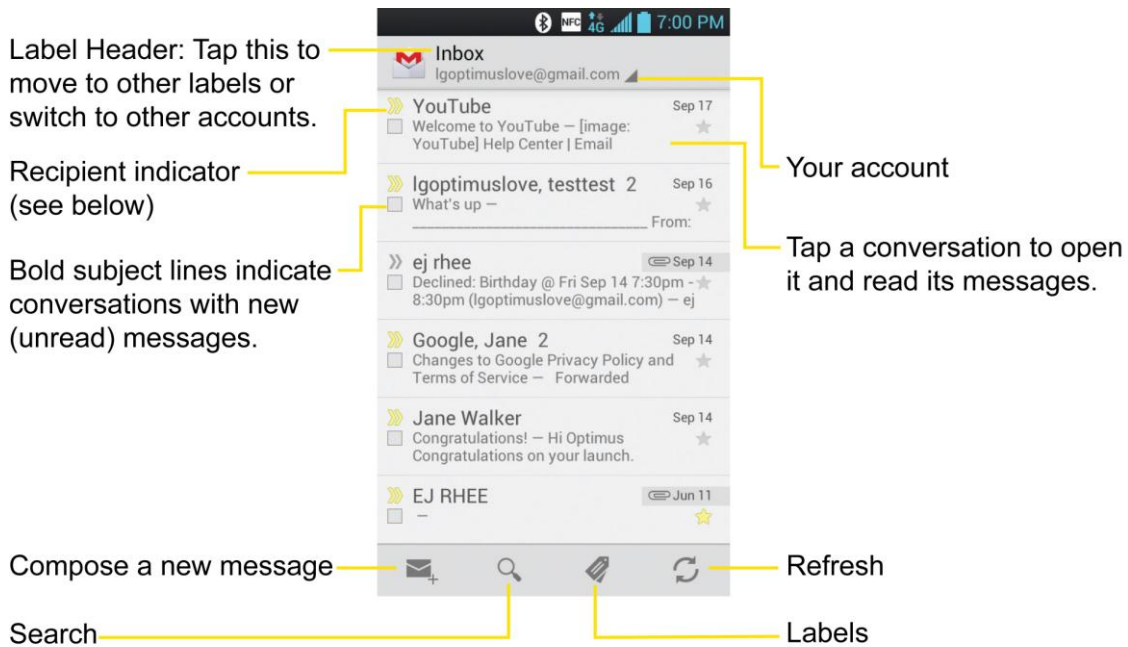 NFC 4G 7:00 PM
Label Header: Tap this to
move to other labels or
switch to other accounts.
Recipient indicator
(see below)
Bold subject lines indicate
conversations with new
(unread) messages.
Compose a new message
Search
Inbox
lgoptimuslove@gmail.com
YouTube Sep 17
Welcome to YouTube – [image:
YouTube] Help Center | Email
lgoptimuslove, testtest 2 Sep 16
What's up –
________________________________ From:
ej rhee Sep 14
Declined: Birthday @ Fri Sep 14 7:30pm -
8:30pm (lgoptimuslove@gmail.com) – ej
Google, Jane 2 Sep 14
Changes to Google Privacy Policy and
Terms of Service – Forwarded
Jane Walker Sep 14
Congratulations! – Hi Optimus
Congratulations on your launch.
EJ RHEE Jun 11
–
Your account
Tap a conversation to open
it and read its messages.
Refresh
Labels